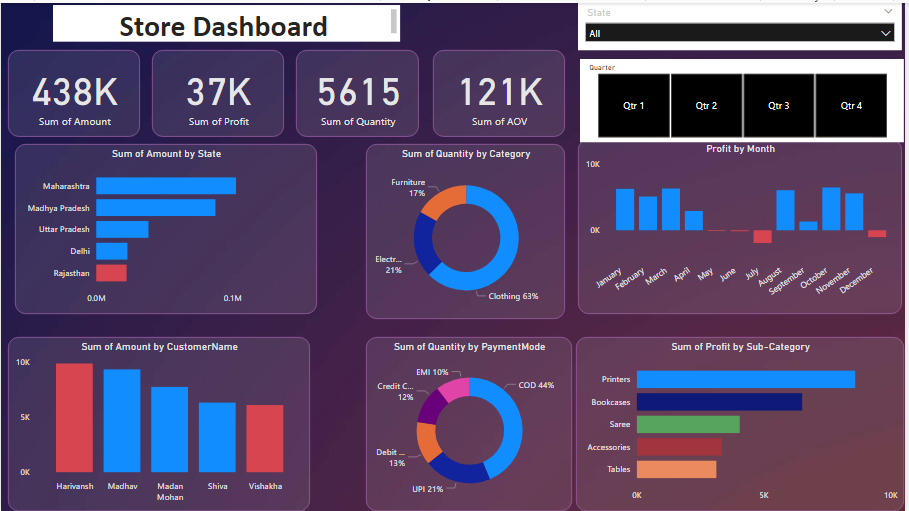 Store Dashboard
State
All
438K
Sum of Amount
37K
Sum of Profit
5615
Sum of Quantity
121K
Sum of AOV
Quarter
Qtr 1
Qtr 2
Qtr 3
Qtr 4
Sum of Amount by State
Maharashtra
Madhya Pradesh
Uttar Pradesh
Delhi
Rajasthan
0.0M
0.1M
Sum of Quantity by Category
Furniture
17%
Electr...
21%
Clothing 63%
Profit by Month
10K
0K
January
February
March
April
May
June
July
August
September
October
November
December
Sum of Amount by CustomerName
10K
5K
0K
Harivansh
Madhav
Madan
Mohan
Shiva
Vishakha
Sum of Quantity by PaymentMode
EMI 10%
Credit C...
12%
Debit ...
13%
UPI 21%
COD 44%
Sum of Profit by Sub-Category
Printers
Bookcases
Saree
Accessories
Tables
0K
5K
10K